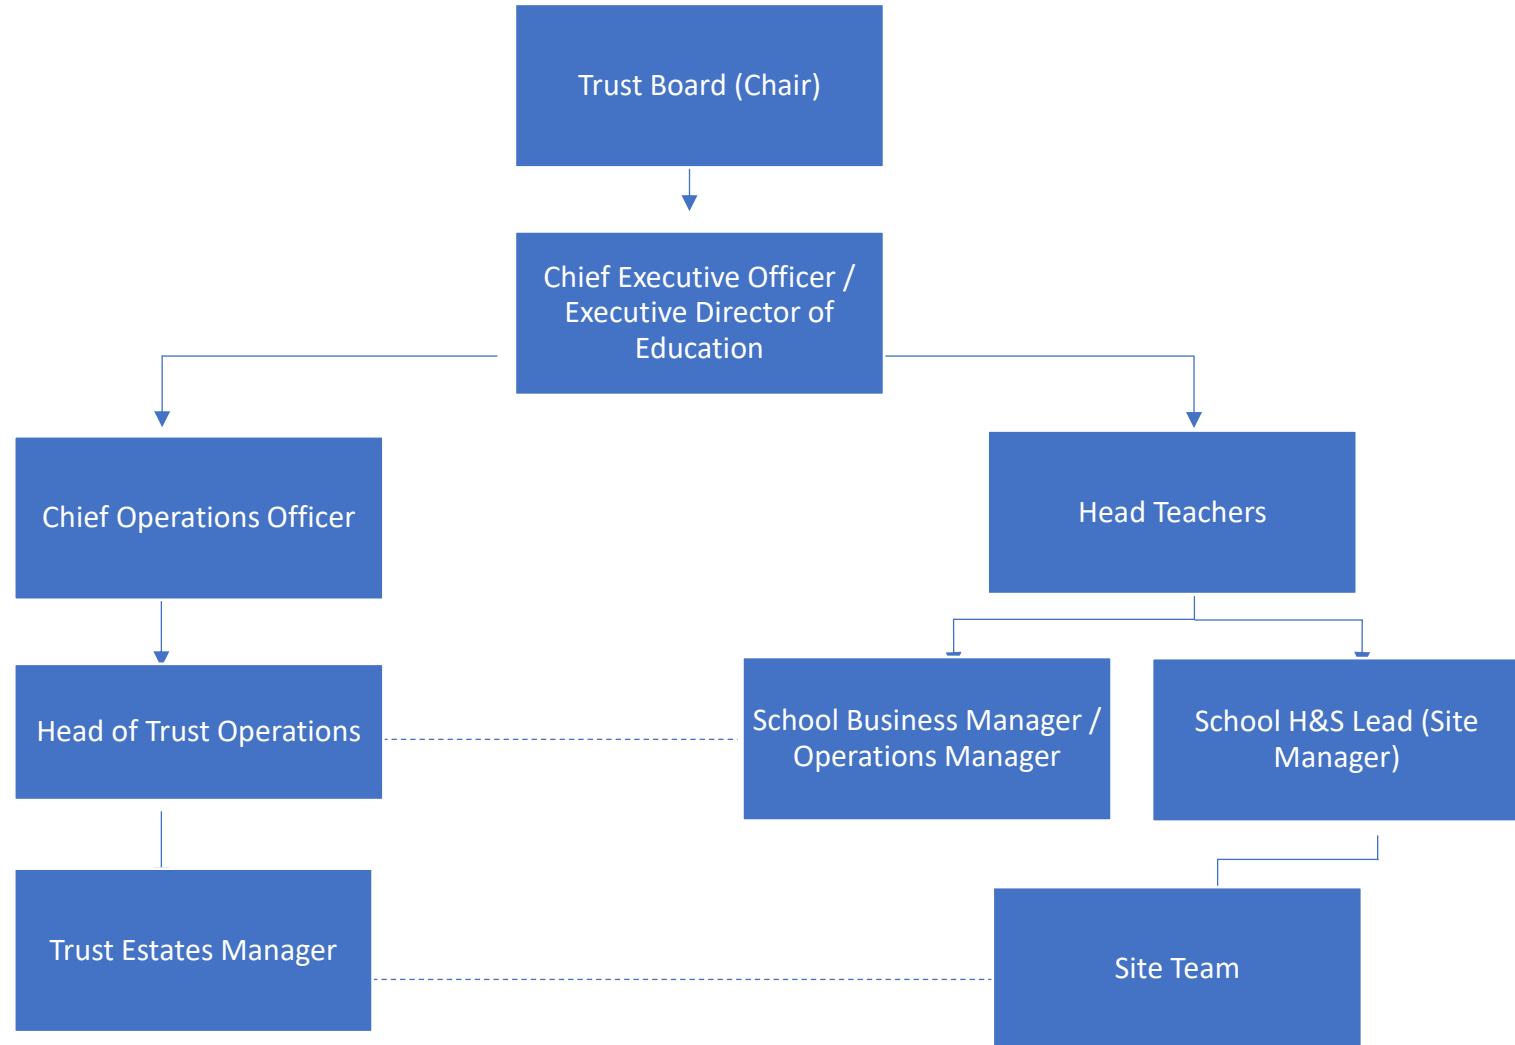 Trust Board (Chair)
Chief Executive Officer /
Executive Director of
Education
Chief Operations Officer
Head Teachers
Head of Trust Operations
School Business Manager /
Operations Manager
School H&S Lead (Site
Manager)
Trust Estates Manager
Site Team